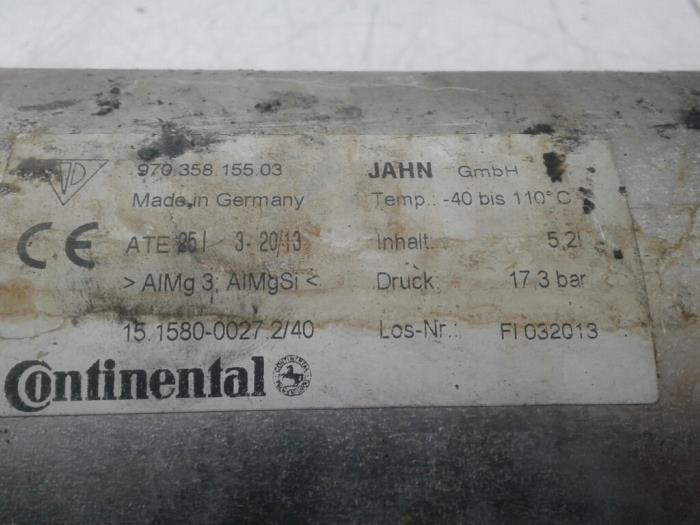 970.358.155.03
Made in Germany
CE ATE 25 I 3 - 20/13
> AlMg 3, AlMgSi <
15.1580-0027.2/40
Continental
JAHN GmbH
Temp.: -40 bis 110°C
Inhalt: 5,2l
Druck: 17,3 bar
Los-Nr.: FI 032013